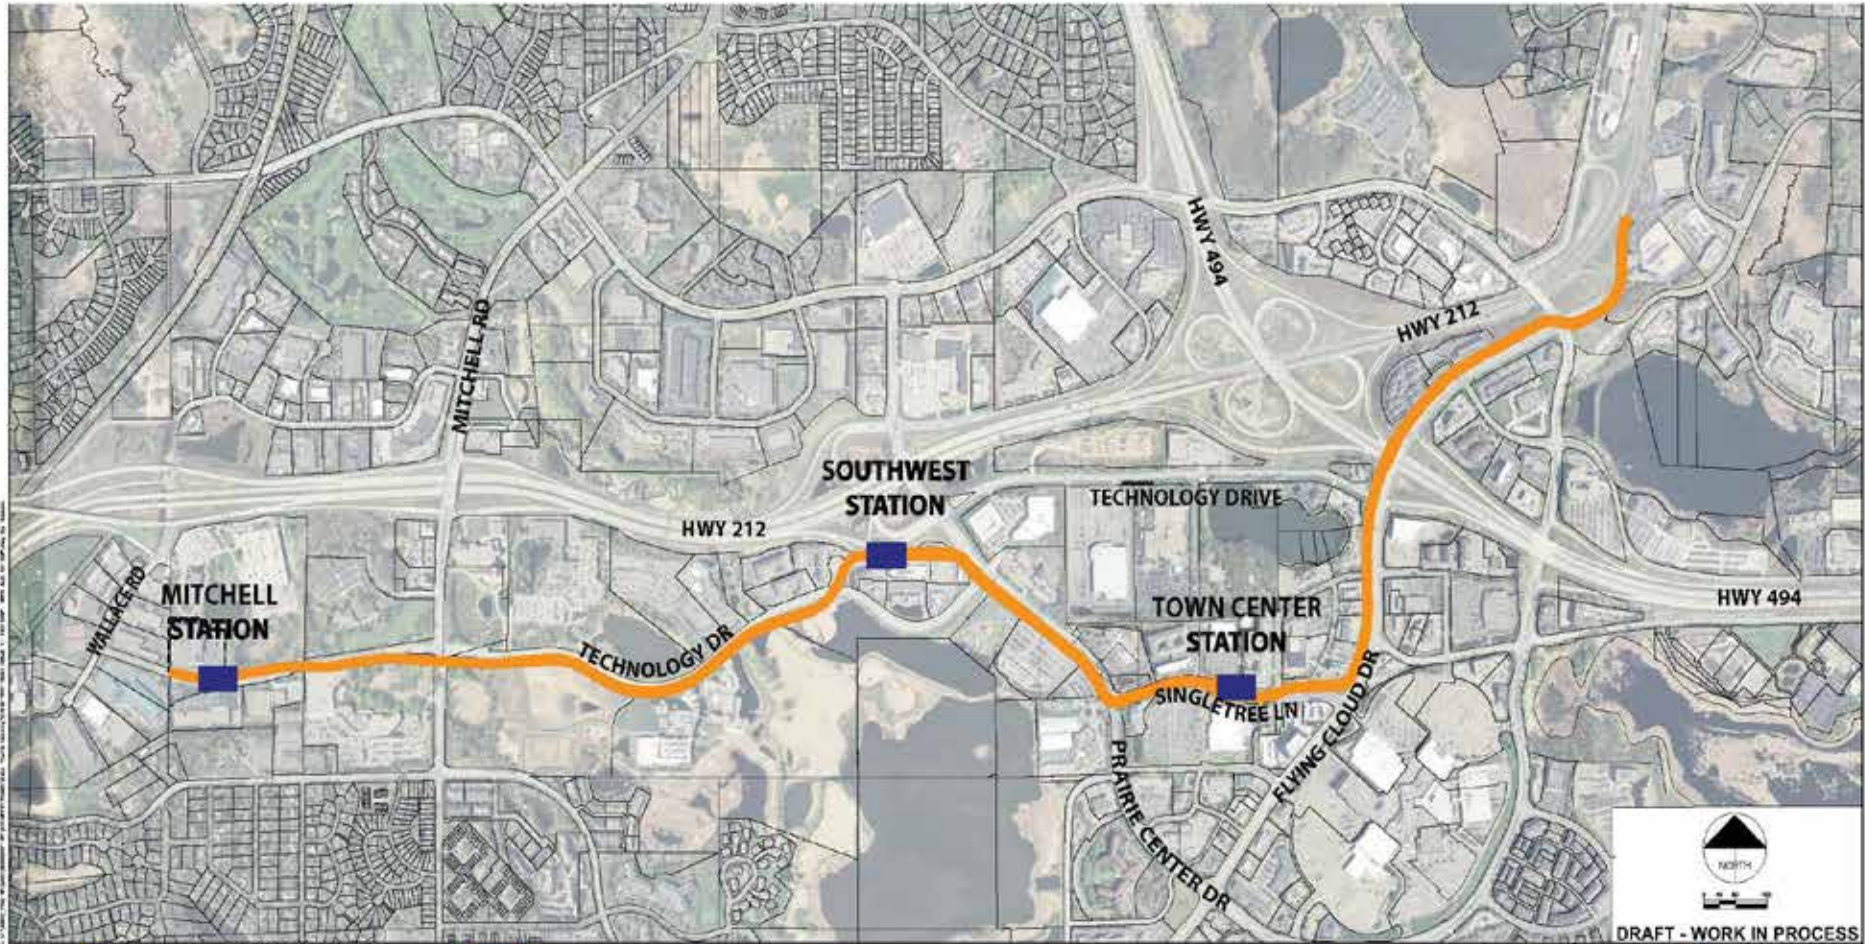 HWY 494
HWY 212
MITCHELL RD
SOUTHWEST
STATION
TECHNOLOGY DRIVE
HWY 212
WALLACE RD
MITCHELL
STATION
HWY 494
TOWN CENTER
STATION
TECHNOLOGY DR
SINGLETREE LN
FLYING CLOUD DR
PRAIRIE CENTER DR
NORTH
DRAFT - WORK IN PROCESS